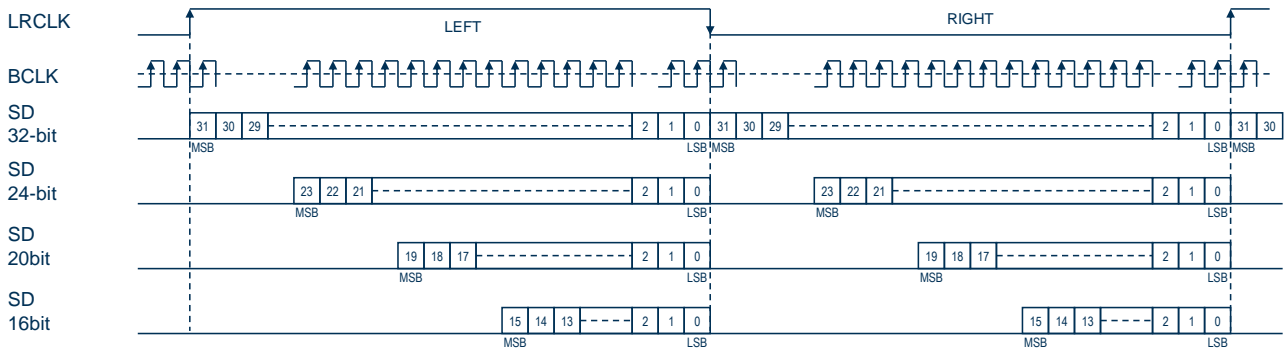 LRCLK
LEFT
RIGHT
BCLK
SD
32-bit
31 30 29 2 1 0 31 30 29 2 1 0 31 30
MSB LSB MSB LSB MSB
SD
24-bit
23 22 21 2 1 0 23 22 21 2 1 0
MSB LSB MSB LSB
SD
20bit
19 18 17 2 1 0 19 18 17 2 1 0
MSB LSB MSB LSB
SD
16bit
15 14 13 2 1 0 15 14 13 2 1 0
MSB LSB MSB LSB